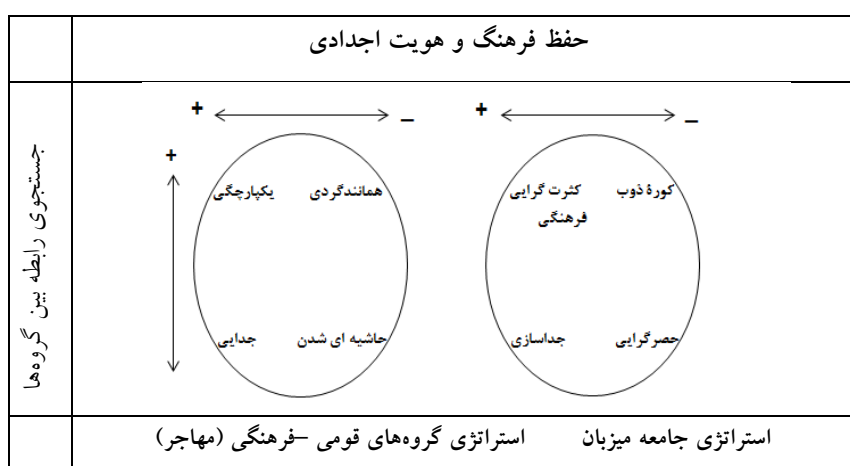 حفظ فرهنگ و هویت اجدادی
جستجوی رابطه بین گروه‌ها
+ –
+ –
+
کورۀ ذوب
کثرت گرایی
فرهنگی
حصرگرایی
جداسازی
همانندگردی
یکپارچگی
حاشیه ای شدن
جدایی
استراتژی جامعه میزبان
استراتژی گروه‌های قومی –فرهنگی (مهاجر)